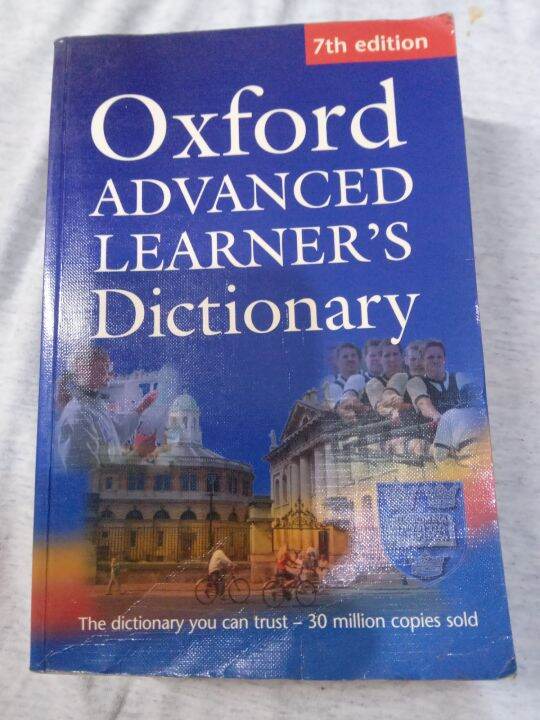 7th edition
Oxford
ADVANCED
LEARNER'S
Dictionary
The dictionary you can trust – 30 million copies sold